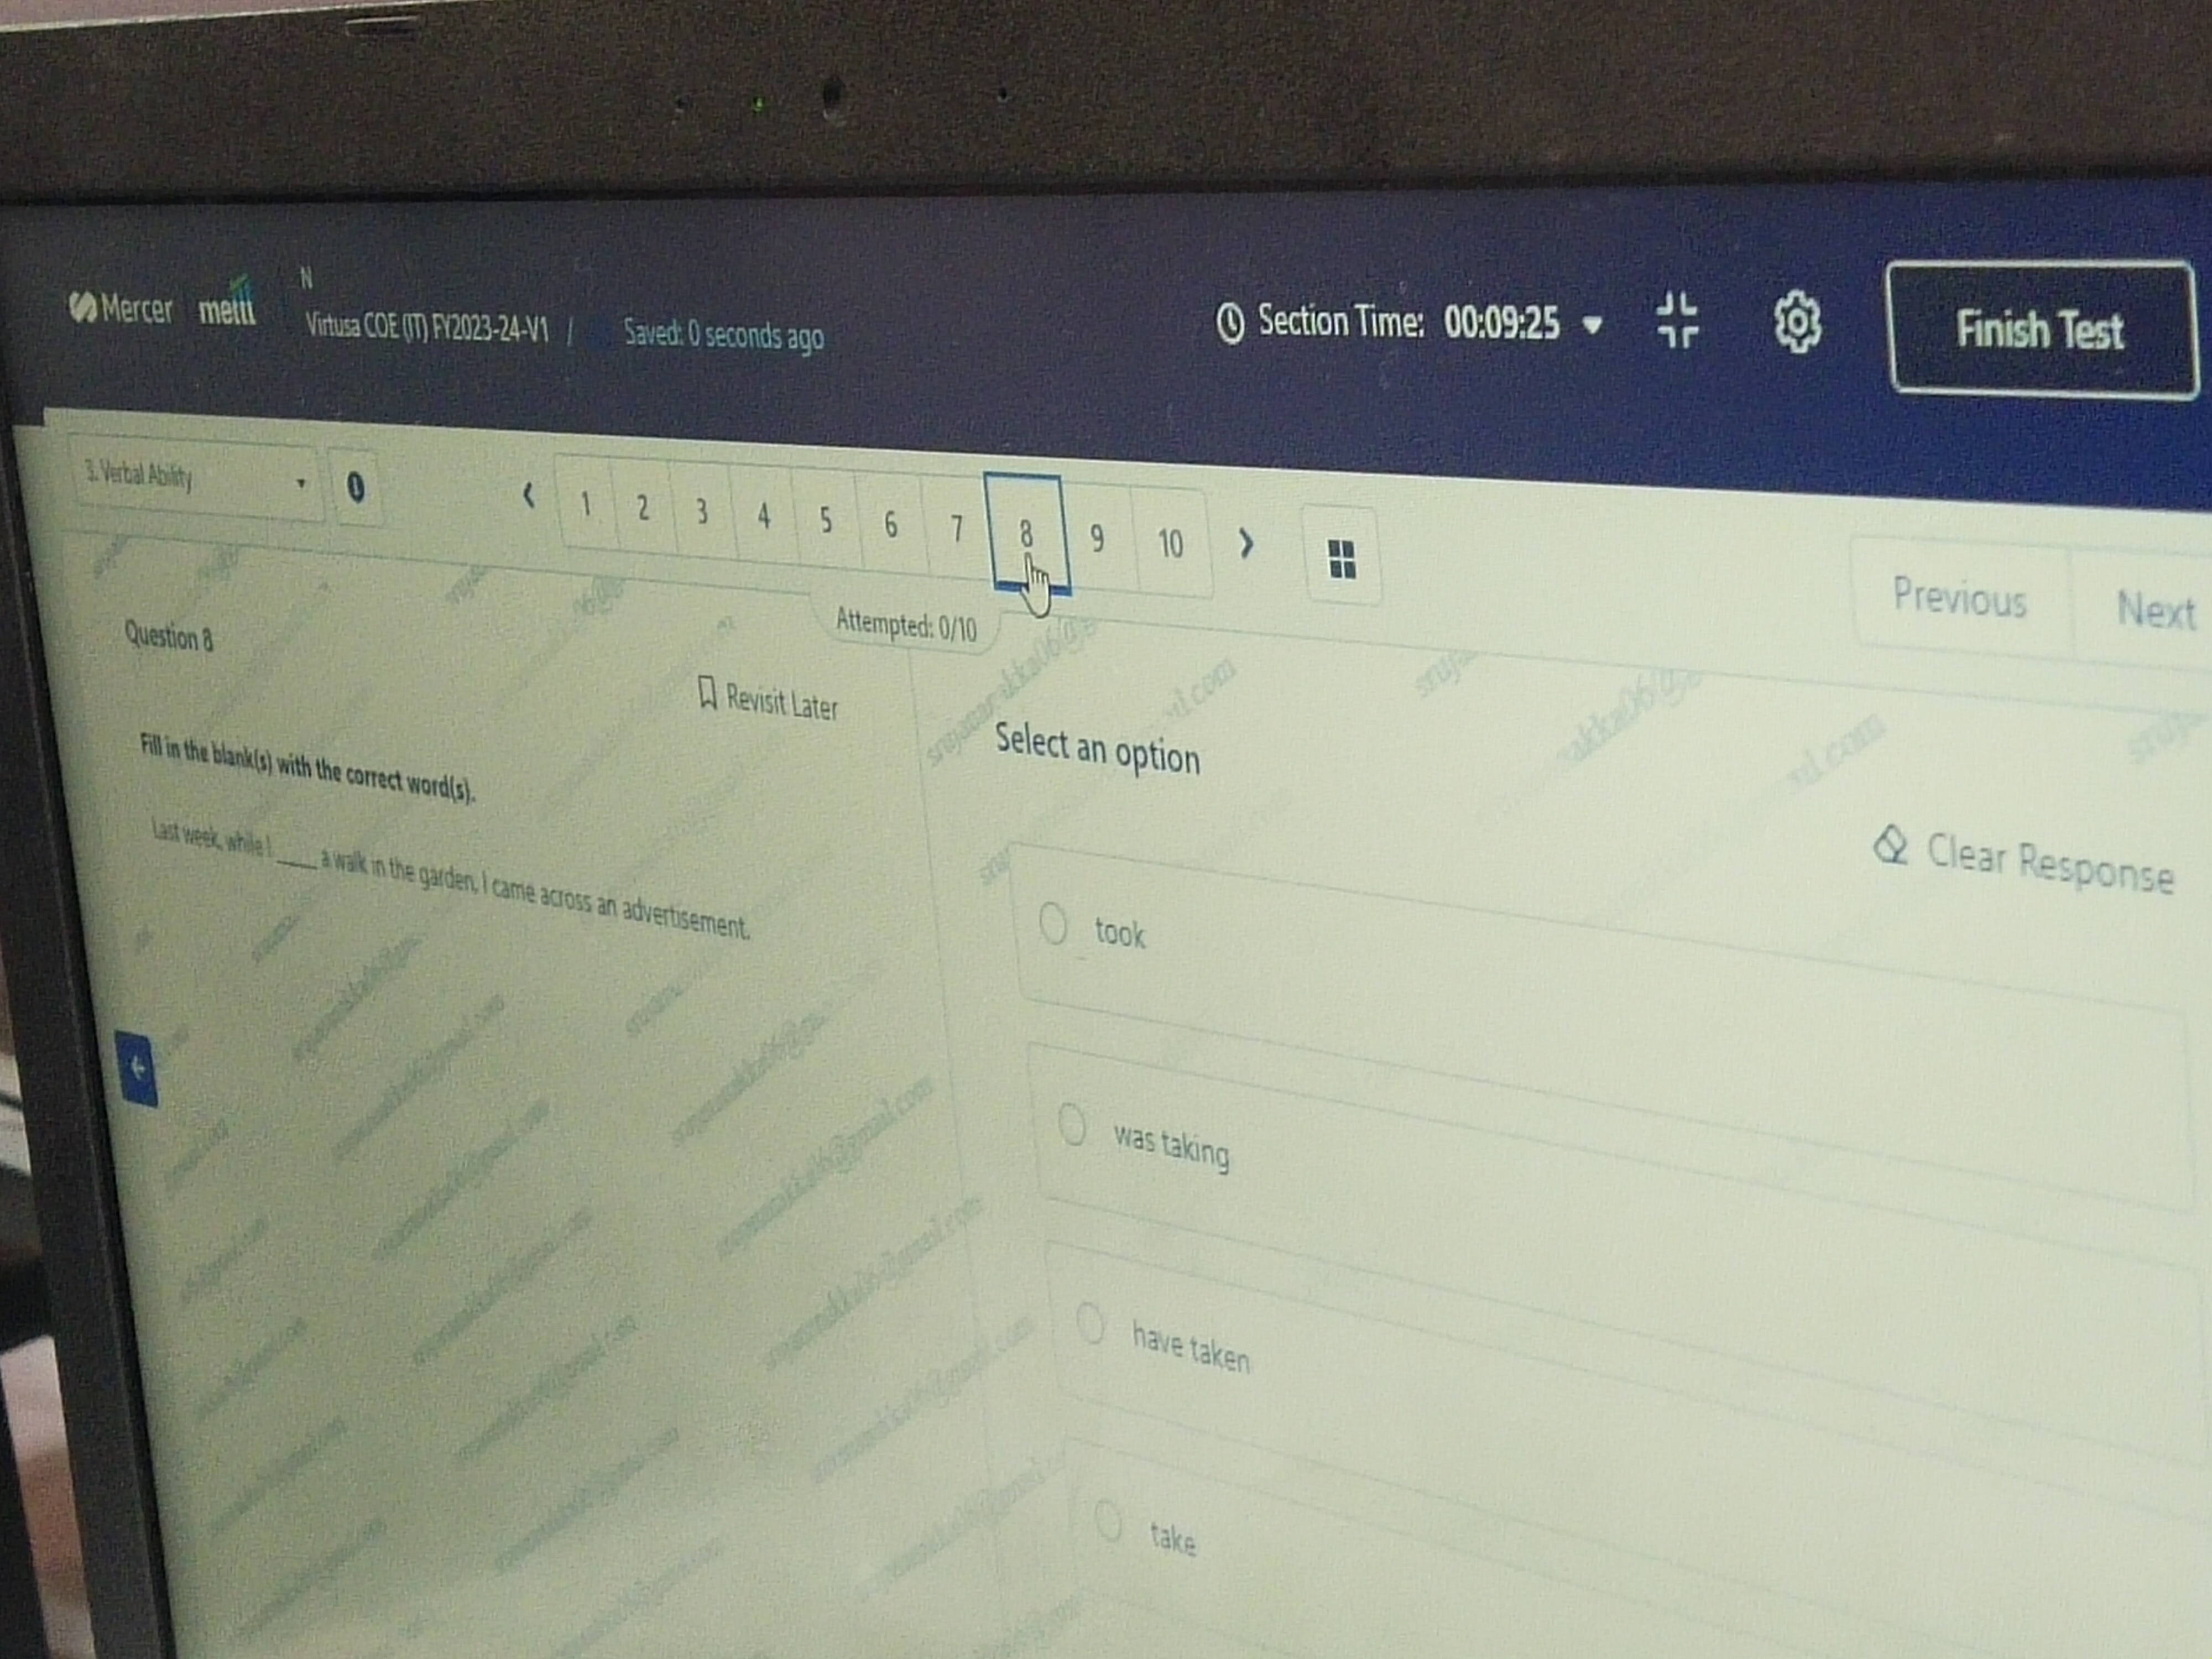 N
Mercer mettl
Virtusa COE (IT) FY2023-24-V1 / Saved: 0 seconds ago
Section Time: 00:09:25
Finish Test
3. Verbal Ability
1 2 3 4 5 6 7 8 9 10
Previous Next
Attempted: 0/10
Question 8
Revisit Later
Fill in the blank(s) with the correct word(s).
Last week, while I ____ a walk in the garden, I came across an advertisement.
Select an option
Clear Response
took
was taking
have taken
take